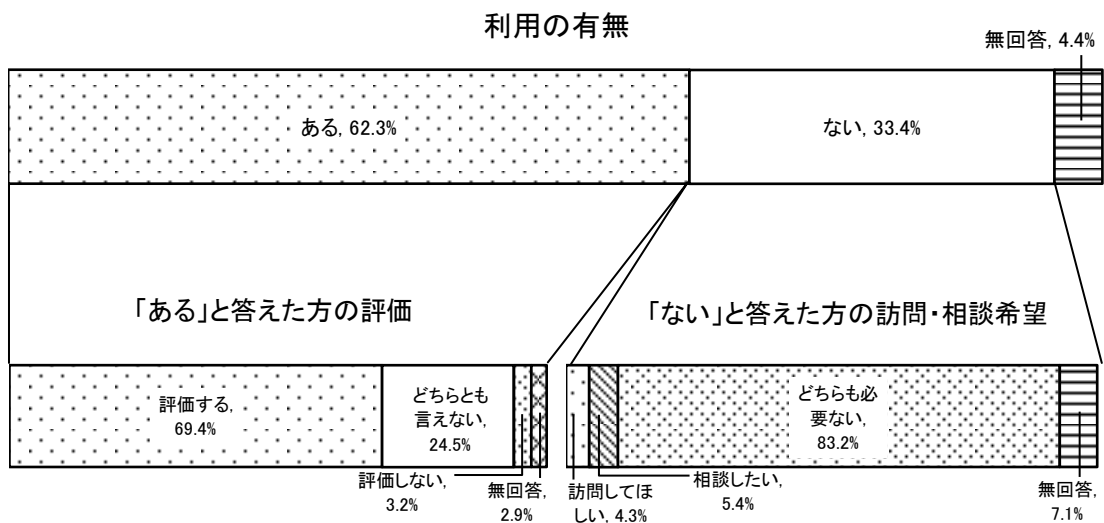 利用の有無
無回答, 4.4%
ある, 62.3%
ない, 33.4%
「ある」と答えた方の評価
「ない」と答えた方の訪問・相談希望
評価する,
69.4%
どちらとも
言えない,
24.5%
評価しない,
3.2%
無回答,
2.9%
訪問してほ
しい, 4.3%
相談したい,
5.4%
どちらも必
要ない,
83.2%
無回答,
7.1%